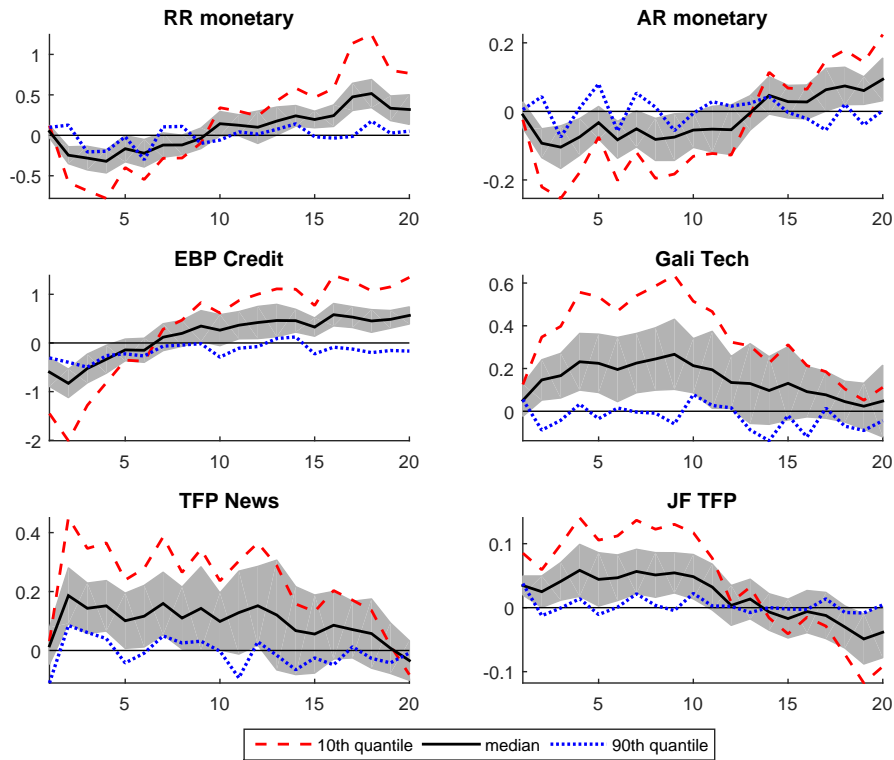 RR monetary
1
0.5
0
-0.5
5 10 15 20
AR monetary
0.2
0
-0.2
5 10 15 20
EBP Credit
1
0
-1
-2
5 10 15 20
Gali Tech
0.6
0.4
0.2
0
5 10 15 20
TFP News
0.4
0.2
0
5 10 15 20
JF TFP
0.1
0
-0.1
5 10 15 20
10th quantile median 90th quantile